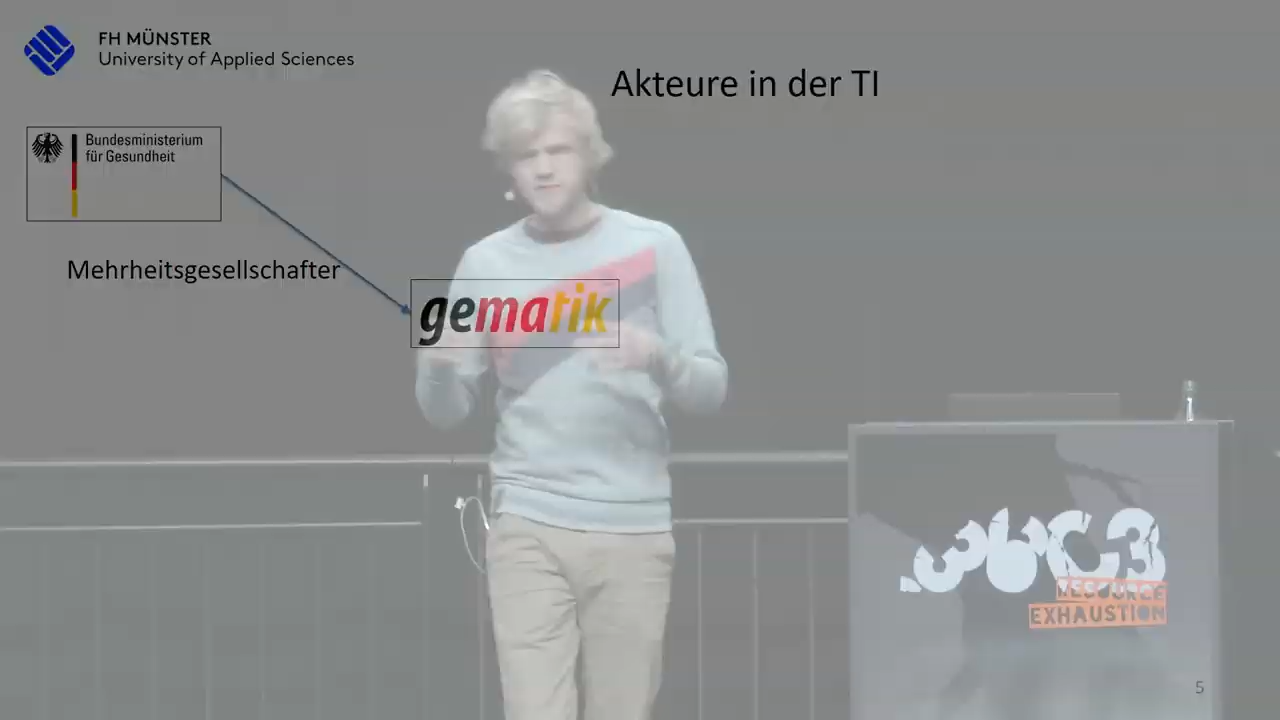 FH MÜNSTER
University of Applied Sciences
Akteure in der TI
Bundesministerium
für Gesundheit
Mehrheitsgesellschafter
gematik
36C3
RESOURCE
EXHAUSTION
5